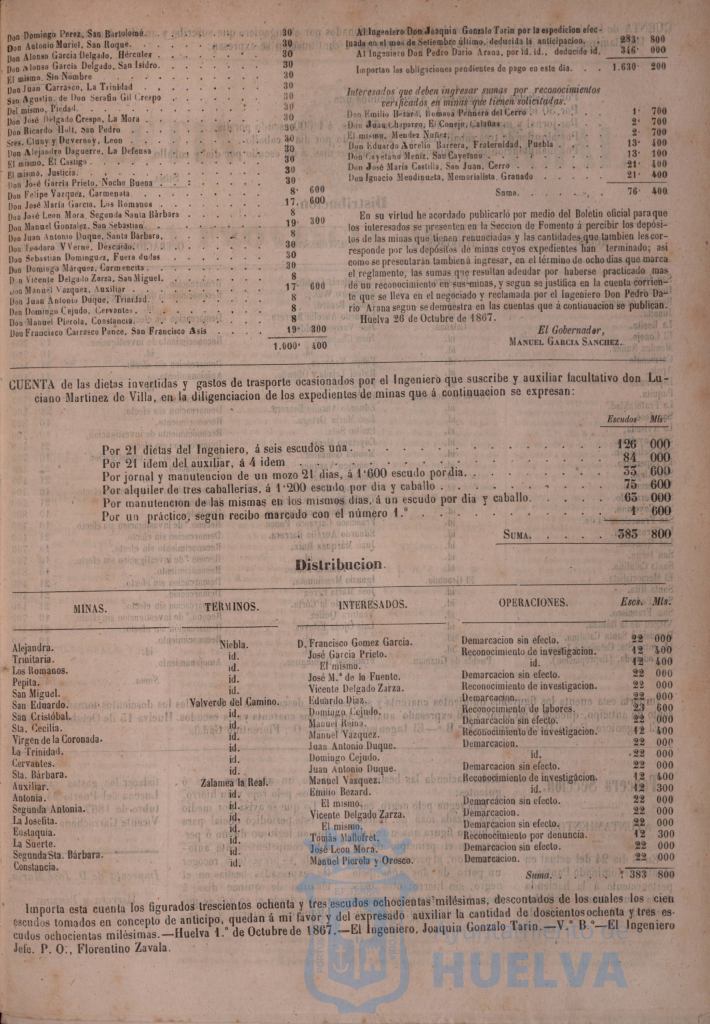 Don Domingo Perez, San Bartolomé. 30
Don Antonio Muriel, San Roque. 30
Don Alonso Garcia Delgado, Hércules 30
Don Alonso Garcia Delgado, San Isidro. 30
El mismo, Sin Nombre 30
Don Juan Carrasco, La Trinidad 30
San Agustin, de Don Serafin Gil Crespo 30
Del mismo, Piedad. 30
Don José Delgado Crespo, La Mora 30
Don Ricardo Holt, San Pedro 30
Sres. Cluny y Duvernoy, Leon 30
Don Alejandro Daguerre, La Defensa 30
El mismo, El Castigo. 30
El mismo, Justicia. 30
Don José Garcia Prieto, Noche Buena 30
Don Felipe Vazquez, Carmenata 8 600
Don José Maria Garcia, Los Romanos 17 600
Don José Leon Mora, Segunda Santa Bárbara 8
Don Manuel Gonzalez, San Sebastian 19 300
Don Juan Antonio Duque, Santa Barbara, 8
Don Teodoro VVerne, Descuido. 30
Don Sebastian Dominguez, Fuera dudas 30
Don Domingo Márquez, Carmencita 30
Don Vicente Delgado Zarza, San Miguel. 8
Don Manuel Vazquez, Auxiliar 17 600
Don Juan Antonio Duque, Trinidad 8
Don Domingo Cejudo, Cervantes. 8
Don Manuel Pierola, Constancia. 8
Don Francisco Carrasco Ponce, San Francisco Asis 19 300
1.000 400
Al Ingeniero Don Joaquin Gonzalo Tarin por la espedicion efec-
tuada en el mes de Setiembre último, deducida la anticipacion. 283 800
Al Ingeniero Don Pedro Dario Arana, por id. id., deducido id. 346 000
Importan los obligaciones pendientes de pago en este dia. 1.630 200
Interesados que deben ingresar sumas por reconocimientos
verificados en minas que tienen solicitadas.
Don Emilio Bezard, Romana Pennera del Cerro 1 700
Don Juan Chaparro, El Conejo, Calañas 2 700
El mismo, Mendez Nuñez, 2 700
Don Eduardo Aurelio Barrera, Fraternidad, Puebla 13 400
Don Cayetano Meniz, San Cayetano 13 100
Don José Maria Castilla, San Juan, Cerro 21 400
Don Ignacio Mendinueta, Memorialista, Granado 21 400
Suma. 76 400
En su virtud he acordado publicarlo por medio del Boletin oficial para que
los interesados se presenten en la Seccion de Fomento á percibir los depósi-
tos de las minas que tienen renunciadas y las cantidades que tambien les cor-
responde por los depósitos de minas cuyos expedientes han terminado; asi
como se presentarán tambien á ingresar, en el término de ocho dias que marca
el reglamento, las sumas que resultan adeudar por haberse practicado mas
de un reconocimiento en sus minas, y segun se justifica en la cuenta corrien-
te que se lleva en el negociado y reclamada por el Ingeniero Don Pedro Da-
rio Arana segun se demuestra en las cuentas que á continuacion se publican.
Huelva 26 de Octubre de 1867.
El Gobernador,
MANUEL GARCIA SANCHEZ.
CUENTA de las dietas invertidas y gastos de trasporte ocasionados por el Ingeniero que suscribe y auxiliar facultativo don Lu-
ciano Martinez de Villa, en la diligenciacion de los expedientes de minas que á continuacion se expresan:
Escudos Mls.
Por 21 dietas del Ingeniero, á seis escudos una. 126 000
Por 21 idem del auxiliar, á 4 idem 84 000
Por jornal y manutencion de un mozo 21 dias, á 1'600 escudo por dia. 33 600
Por alquiler de tres caballerias, á 1'200 escudo por dia y caballo 75 600
Por manutencion de las mismas en los mismos dias, á un escudo por dia y caballo. 63 000
Por un práctico, segun recibo marcado con el número 1.º 1 600
SUMA. 383 800
Distribucion.
MINAS. TERMINOS. INTERESADOS. OPERACIONES. Escs. Mls.
Alejandra. Niebla. D. Francisco Gomez Garcia. Demarcacion sin efecto. 22 000
Trinitaria. id. José Garcia Prieto. Reconocimiento de investigacion. 12 400
Los Romanos. id. El mismo. id. 12 400
Pepita. id. José M.ª de la Fuente. Demarcacion sin efecto. 22 000
San Miguel. id. Vicente Delgado Zarza. Reconocimiento de investigacion. 22 000
San Eduardo. Valverde del Camino. Eduardo Diaz. Demarcacion. 22 000
San Cristóbal. id. Domingo Cejudo. Reconocimiento de labores. 23 600
Sta. Cecilia. id. Manuel Reina. Demarcacion sin efecto. 22 000
Virgen de la Coronada. id. Manuel Vazquez. Reconocimiento de investigacion. 12 400
La Trinidad. id. Juan Antonio Duque. Demarcacion. 22 000
Cervantes. id. Domingo Cejudo. id. 22 000
Sta. Bárbara. id. Juan Antonio Duque. Demarcacion sin efecto. 22 000
Auxiliar. Zalamea la Real. Manuel Vazquez. Reconocimiento de investigácion. 12 400
Antonia. id. Emilio Bezard. id. 12 300
Segunda Antonia. id. El mismo. Demarcacion sin efecto. 22 000
La Josefita. id. Vicente Delgado Zarza. Demarcacion. 22 000
Eustaquia. id. El mismo. Demarcacion sin efecto. 22 000
La Suerte. id. Tomás Mallofret. Reconocimiento por denuncia. 12 300
Segunda Sta. Bárbara. id. José Leon Mora. Demarcacion sin efecto. 22 000
Constancia. id. Manuel Pierola y Orosco. Demarcacion. 22 000
Suma. 383 800
Importa esta cuenta los figurados trescientos ochenta y tres escudos ochocientas milésimas, descontados de los cuales los cien
escudos tomados en concepto de anticipo, quedan á mi favor y del expresado auxiliar la cantidad de doscientos ochenta y tres es-
cudos ochocientas milésimas.—Huelva 1.º de Octubre de 1867.—El Ingeniero, Joaquin Gonzalo Tarin.—V.º B.º—El Ingeniero
Jefe. P. O., Florentino Zavala.
Ayuntamiento de
HUELVA